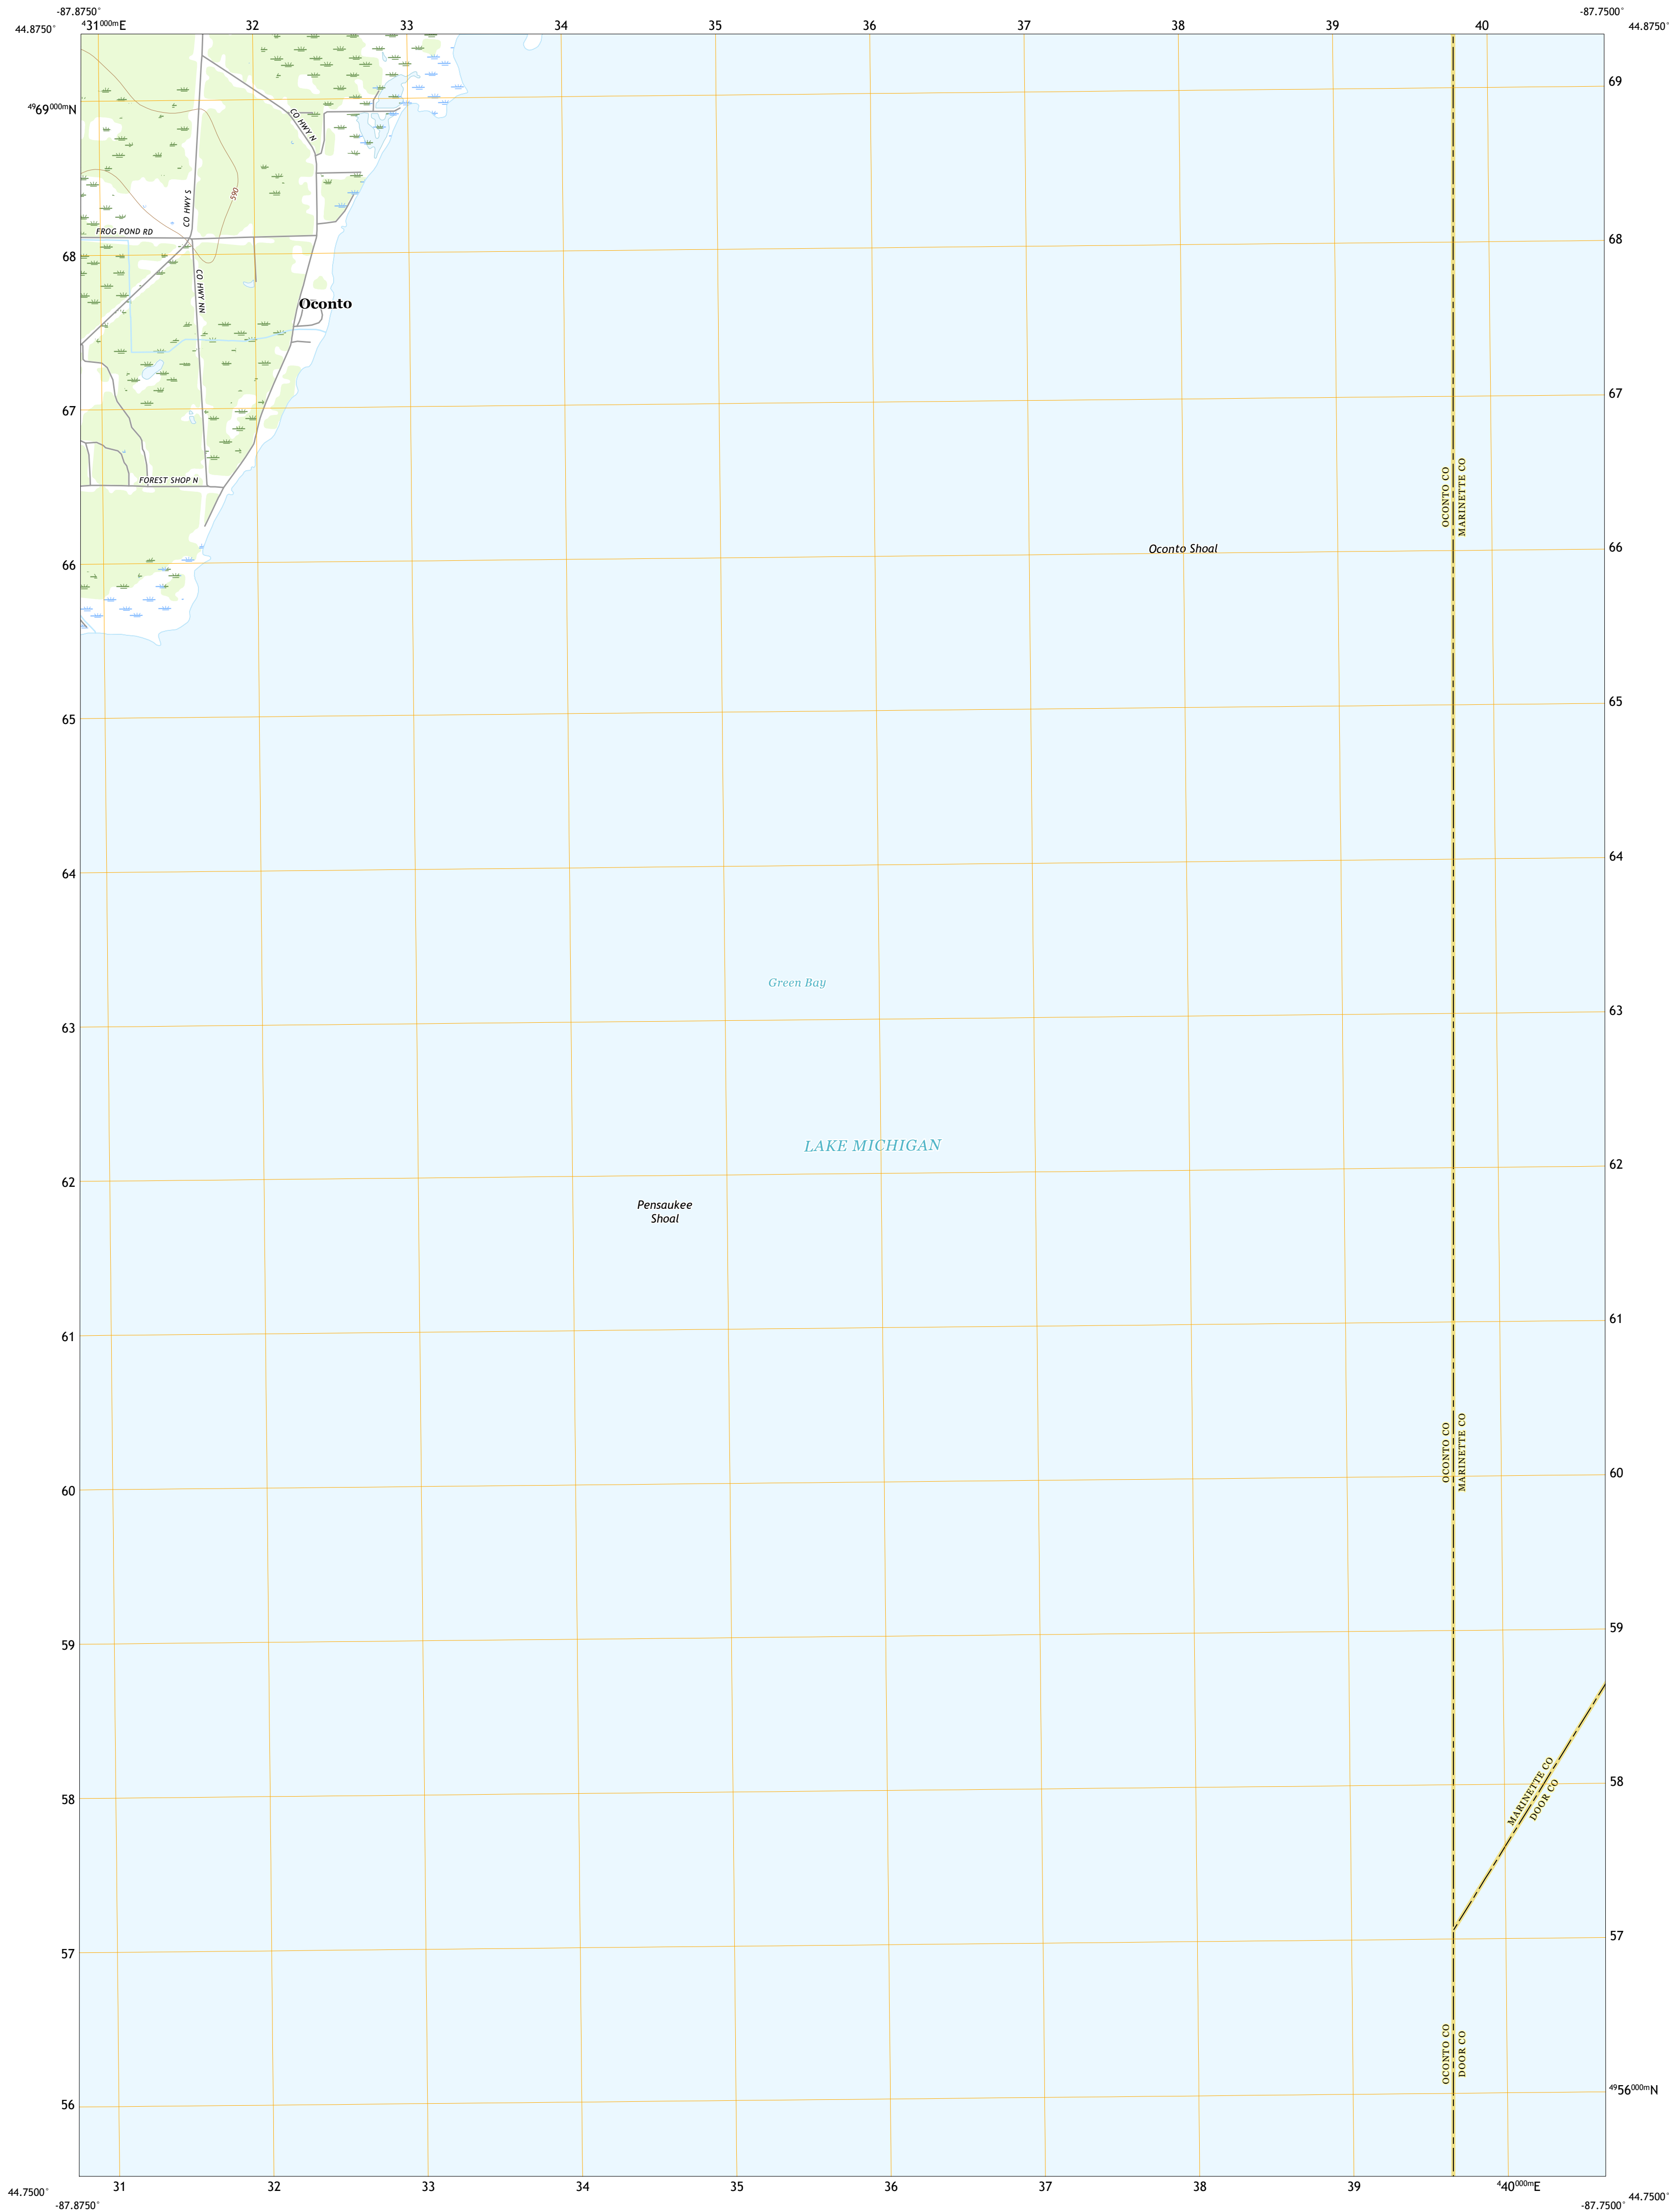 -87.8750°
-87.7500°
44.8750°
⁴31⁰⁰⁰ᵐE
32
33
34
35
36
37
38
39
40
44.8750°
69
⁴⁹69⁰⁰⁰ᵐN
CO HWY N
CO HWY S
590
FROG POND RD
68
68
CO HWY NN
Oconto
67
67
FOREST SHOP N
OCONTO CO
MARINETTE CO
Oconto Shoal
66
66
65
65
64
64
Green Bay
63
63
LAKE MICHIGAN
62
62
Pensaukee
Shoal
61
61
OCONTO CO
MARINETTE CO
60
60
59
59
MARINETTE CO
DOOR CO
58
58
57
57
OCONTO CO
DOOR CO
⁴⁹56⁰⁰⁰ᵐN
56
44.7500°
31
32
33
34
35
36
37
38
39
⁴40⁰⁰⁰ᵐE
44.7500°
-87.8750°
-87.7500°